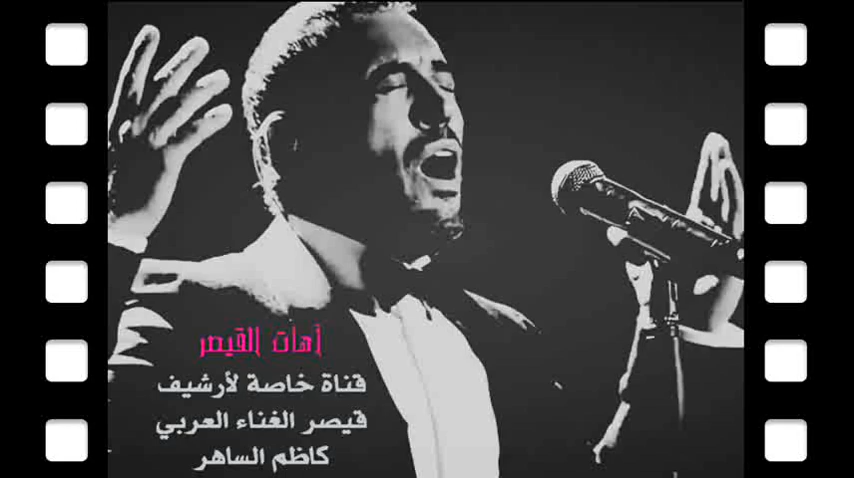 آهات القيصر
قناة خاصة لأرشيف
قيصر الغناء العربي
كاظم الساهر